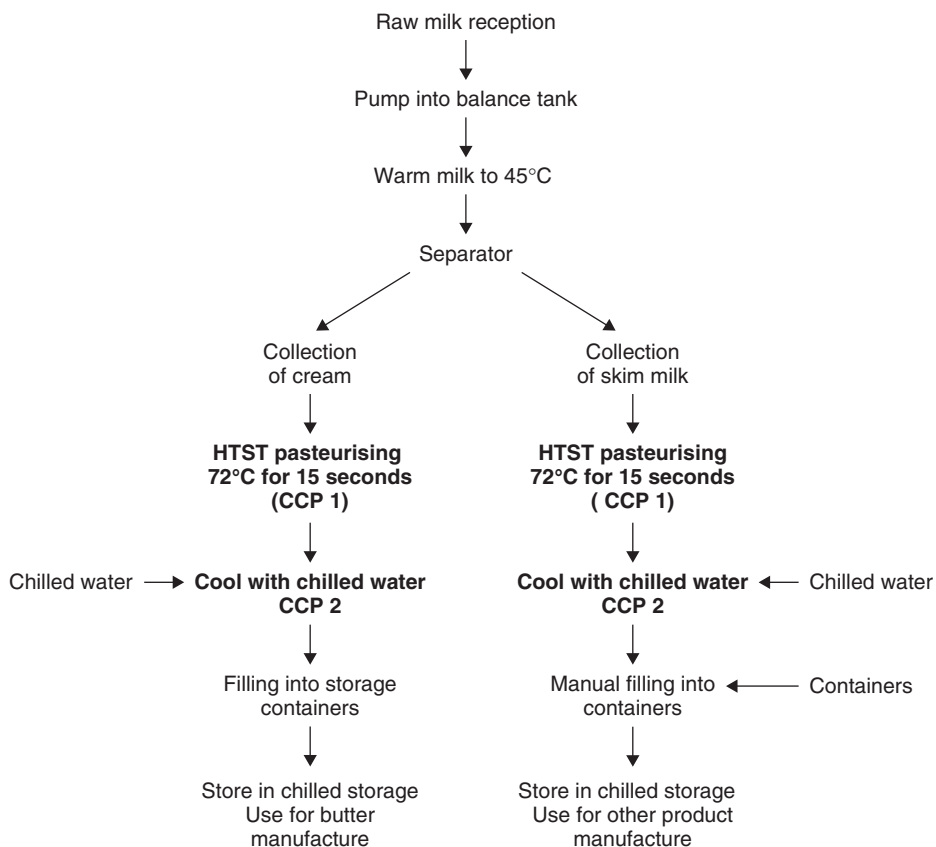 Raw milk reception
Pump into balance tank
Warm milk to 45°C
Separator
Collection
of cream
Collection
of skim milk
HTST pasteurising
72°C for 15 seconds
(CCP 1)
HTST pasteurising
72°C for 15 seconds
( CCP 1)
Chilled water
Cool with chilled water
CCP 2
Cool with chilled water
CCP 2
Chilled water
Filling into storage
containers
Manual filling into
containers
Containers
Store in chilled storage
Use for butter
manufacture
Store in chilled storage
Use for other product
manufacture